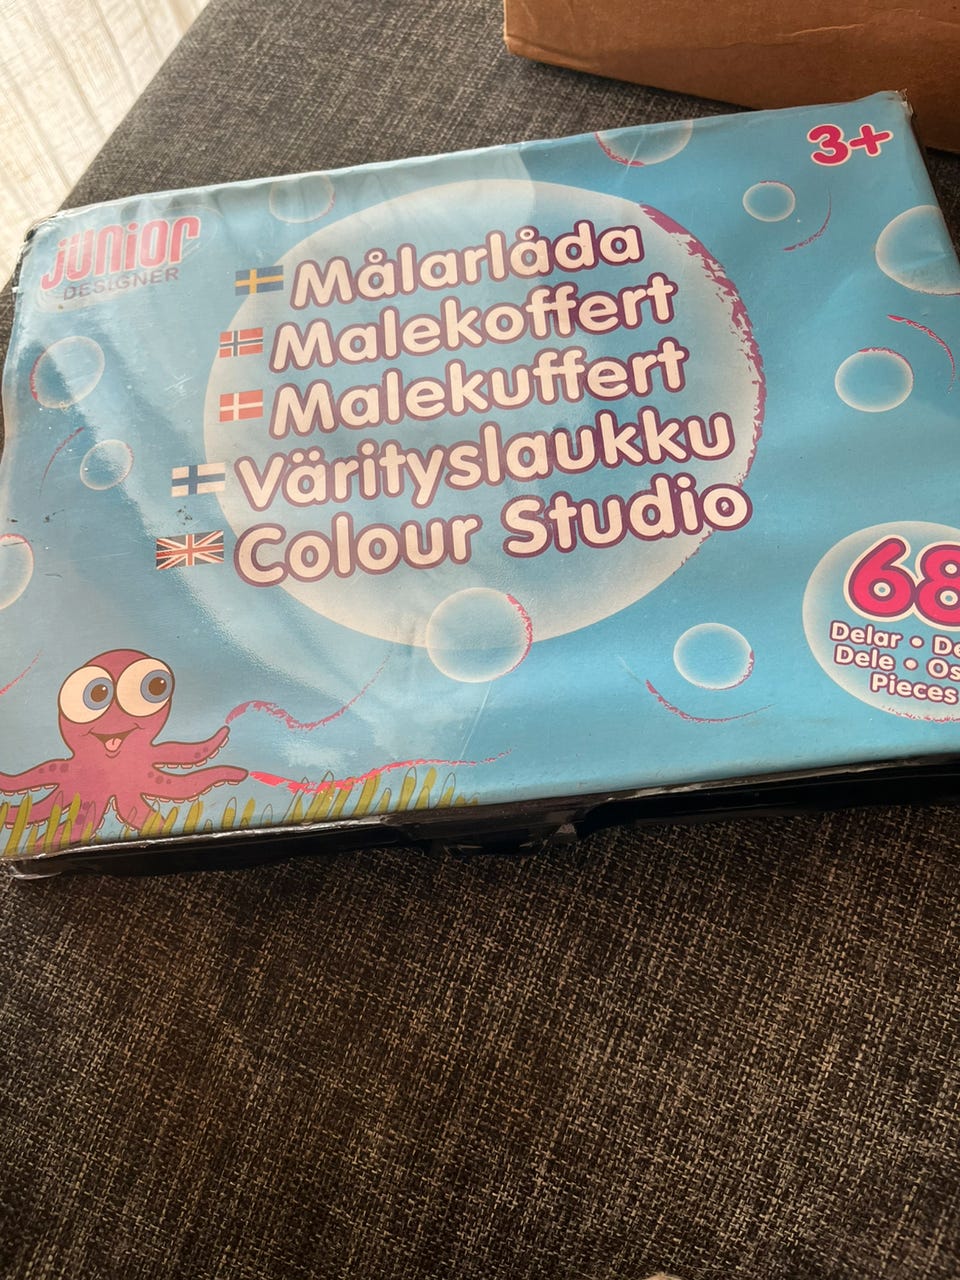 3+
junior
DESIGNER
Målarlåda
Malekoffert
Malekuffert
Värityslaukku
Colour Studio
68
Delar •
Dele •
Pieces